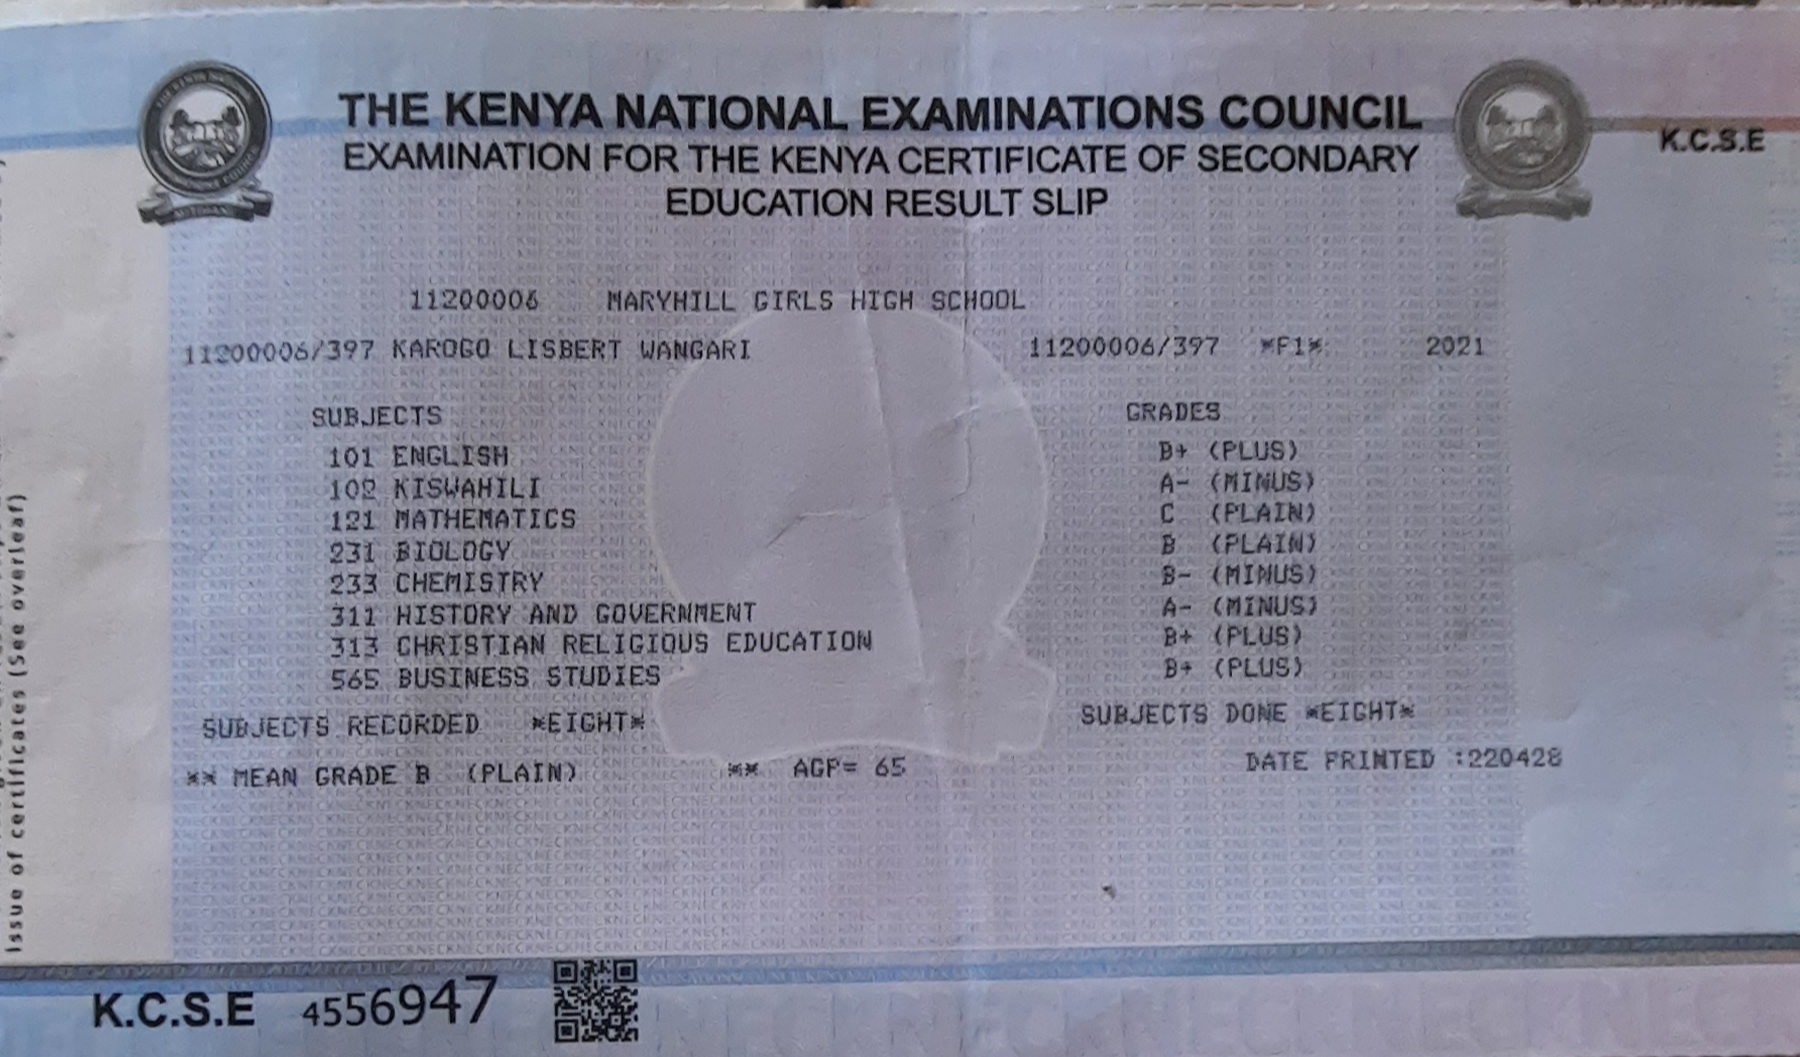 THE KENYA NATIONAL EXAMINATIONS COUNCIL
K.C.S.E
EXAMINATION FOR THE KENYA CERTIFICATE OF SECONDARY
EDUCATION RESULT SLIP
11200006 MARYHILL GIRLS HIGH SCHOOL
11200006/397 KAROGO LISBERT WANGARI 11200006/397 *F1* 2021
SUBJECTS GRADES
101 ENGLISH B+ (PLUS)
102 KISWAHILI A- (MINUS)
121 MATHEMATICS C (PLAIN)
231 BIOLOGY B (PLAIN)
233 CHEMISTRY B- (MINUS)
311 HISTORY AND GOVERNMENT A- (MINUS)
313 CHRISTIAN RELIGIOUS EDUCATION B+ (PLUS)
565 BUSINESS STUDIES B+ (PLUS)
SUBJECTS RECORDED *EIGHT* SUBJECTS DONE *EIGHT*
** MEAN GRADE B (PLAIN) ** AGP= 65 DATE PRINTED :220428
K.C.S.E 4556947
issue of certificates (See overleaf)